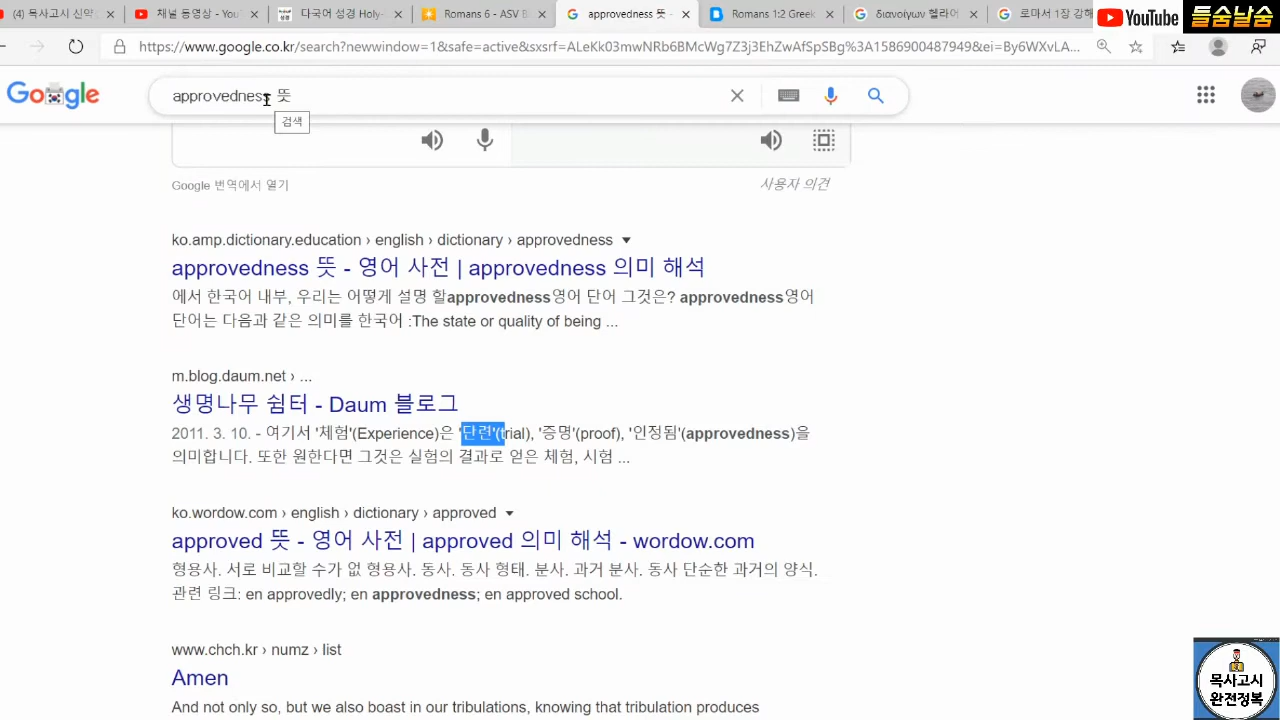 (4) 목사고시 신약
채널 동영상 - YouT
다국어 성경 Holy-
Romans 6
approvedness 뜻 -
Romans 1:2 Greek
διανοίγων 헬라어
로마서 1장 강해
YouTube
들숨날숨
https://www.google.co.kr/search?newwindow=1&safe=active&sxsrf=ALeKk03mwNRb6BMcWg7Z3j3EhZwAfSpSBg%3A1586900487949&ei=By6WXvLA...
Google
approvedness 뜻
검색
Google 번역에서 열기
사용자 의견
ko.amp.dictionary.education › english › dictionary › approvedness
approvedness 뜻 - 영어 사전 | approvedness 의미 해석
에서 한국어 내부, 우리는 어떻게 설명 할approvedness영어 단어 그것은? approvedness영어
단어는 다음과 같은 의미를 한국어 :The state or quality of being ...
m.blog.daum.net › ...
생명나무 쉼터 - Daum 블로그
2011. 3. 10. - 여기서 '체험'(Experience)은 '단련'(trial), '증명'(proof), '인정됨'(approvedness)을
의미합니다. 또한 원한다면 그것은 실험의 결과로 얻은 체험, 시험 ...
ko.wordow.com › english › dictionary › approved
approved 뜻 - 영어 사전 | approved 의미 해석 - wordow.com
형용사. 서로 비교할 수가 없 형용사. 동사. 동사 형태. 분사. 과거 분사. 동사 단순한 과거의 양식.
관련 링크: en approvedly; en approvedness; en approved school.
www.chch.kr › numz › list
Amen
And not only so, but we also boast in our tribulations, knowing that tribulation produces
목사고시
완전정복